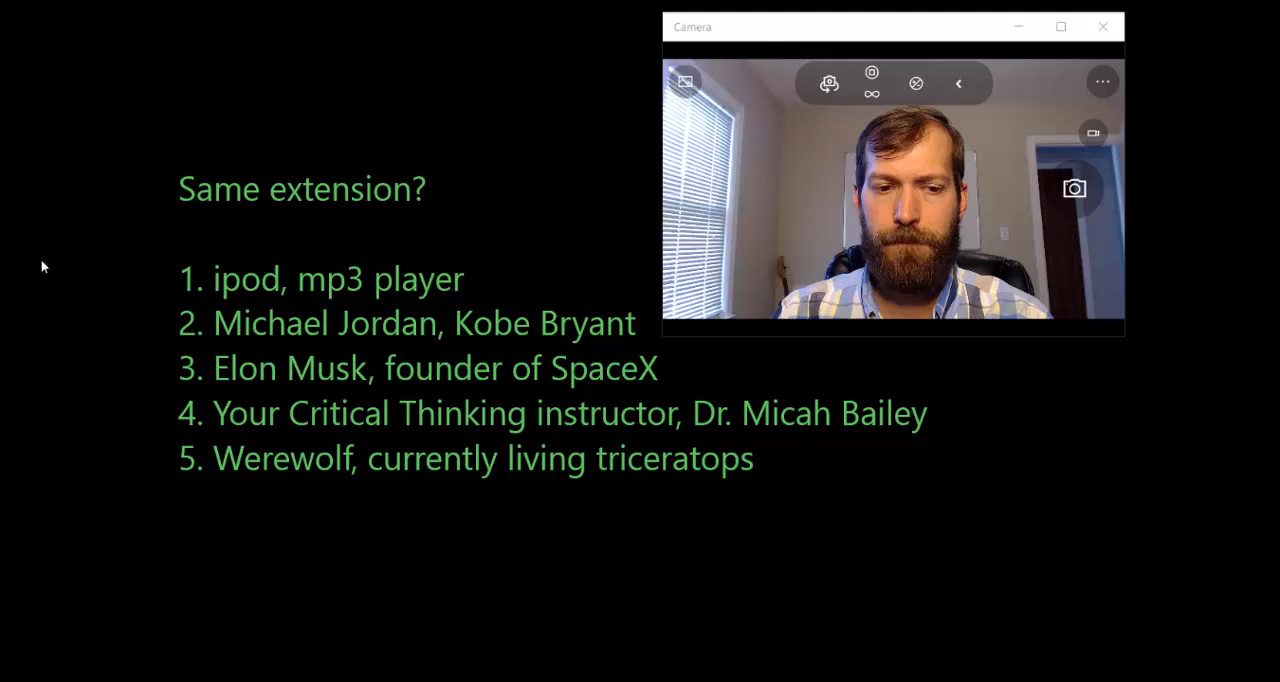 Camera
Same extension?
1. ipod, mp3 player
2. Michael Jordan, Kobe Bryant
3. Elon Musk, founder of SpaceX
4. Your Critical Thinking instructor, Dr. Micah Bailey
5. Werewolf, currently living triceratops